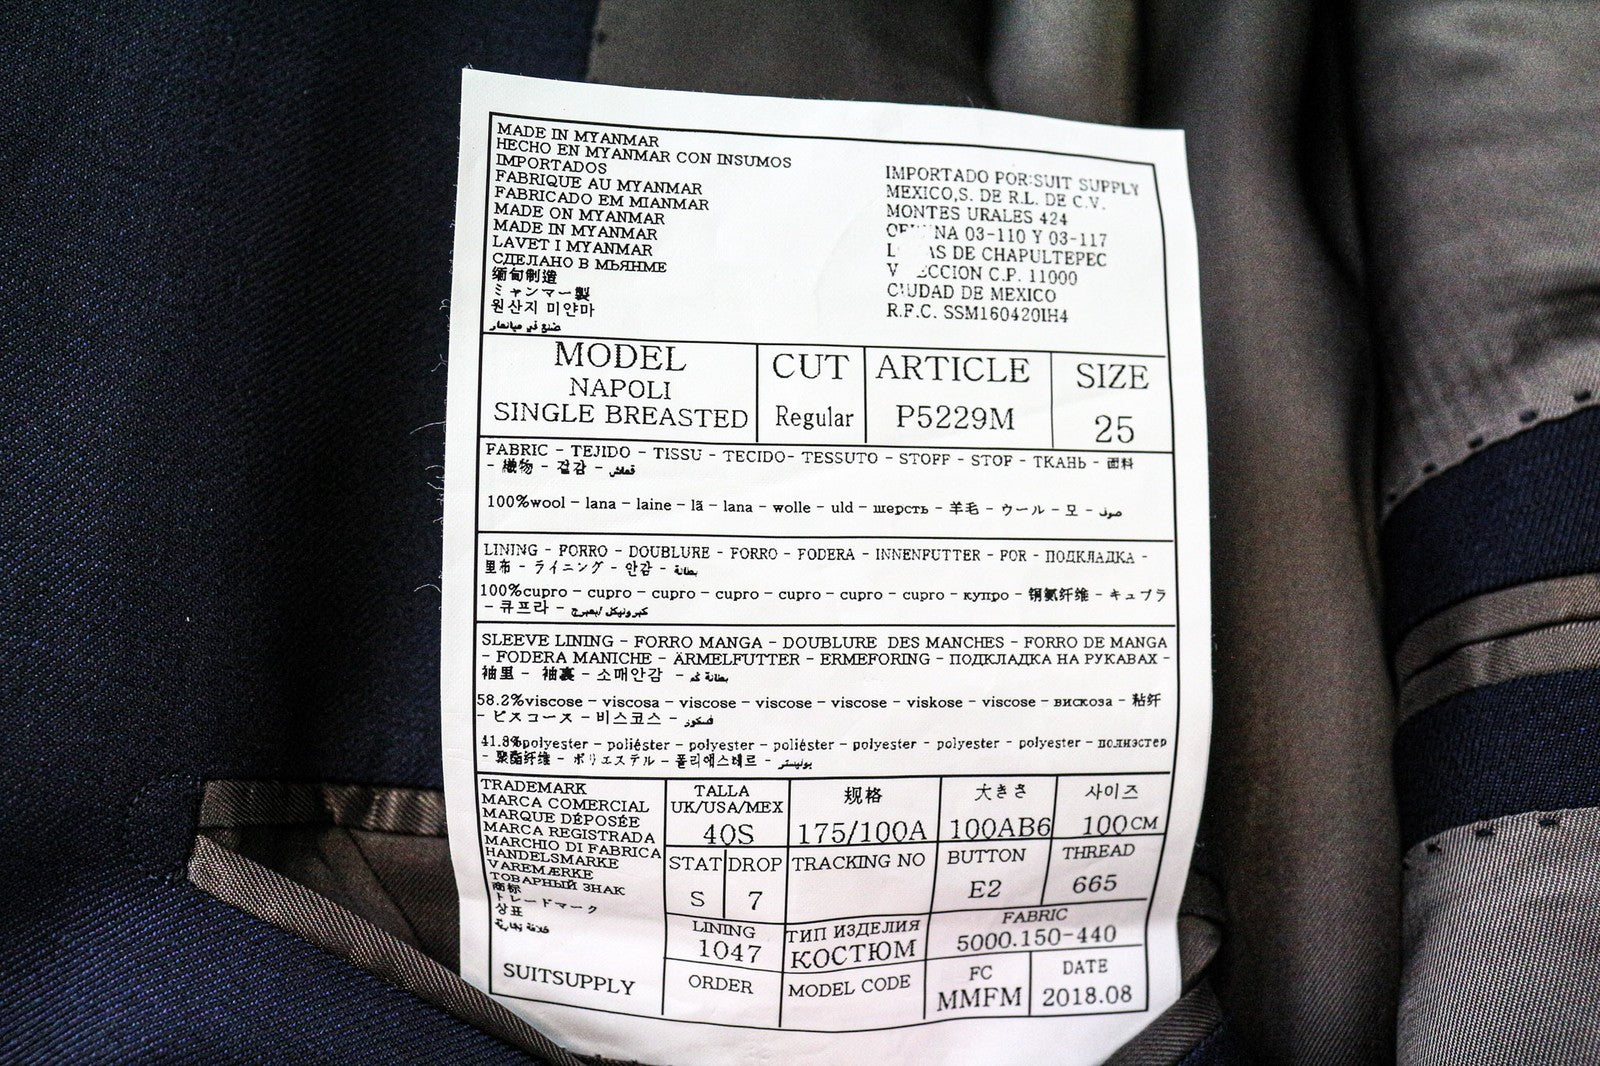 MADE IN MYANMAR
HECHO EN MYANMAR CON INSUMOS
IMPORTADOS
FABRIQUE AU MYANMAR
FABRICADO EM MIANMAR
MADE ON MYANMAR
MADE IN MYANMAR
LAVET I MYANMAR
СДЕЛАНО В МЬЯНМЕ
缅甸制造
ミャンマー製
원산지 미얀마
صنع في ميانمار
IMPORTADO POR:SUIT SUPPLY
MEXICO,S. DE R.L. DE C.V.
MONTES URALES 424
NA 03-110 Y 03-117
AS DE CHAPULTEPEC
CCION C.P. 11000
CIUDAD DE MEXICO
R.F.C. SSM160420IH4
MODEL
NAPOLI
SINGLE BREASTED
CUT
Regular
ARTICLE
P5229M
SIZE
25
FABRIC - TEJIDO - TISSU - TECIDO- TESSUTO - STOFF - STOF - ТКАНЬ - 面料
- 織物 - 겉감 - قماش
100%wool - lana - laine - lã - lana - wolle - uld - шерсть - 羊毛 - ウール - 모 - صوف
LINING - FORRO - DOUBLURE - FORRO - FODERA - INNENFUTTER - FOR - ПОДКЛАДКА -
里布 - ライニング - 안감 - بطانة
100%cupro - cupro - cupro - cupro - cupro - cupro - cupro - купро - 铜氨纤维 - キュプラ
- 큐프라 -
SLEEVE LINING - FORRO MANGA - DOUBLURE DES MANCHES - FORRO DE MANGA
- FODERA MANICHE - ÄRMELFUTTER - ERMEFORING - ПОДКЛАДКА НА РУКАВАХ -
袖里 - 袖裏 - 소매안감 - بطانة كم
58.2%viscose - viscosa - viscose - viscose - viscose - viskose - viscose - вискоза - 粘纤
- ビスコース - 비스코스 - فسكوز
41.8%polyester - poliéster - polyester - poliéster - polyester - polyester - polyester - полиэстер
- 聚酯纤维 - ポリエステル - 폴리에스테르 - بوليستر
TRADEMARK
MARCA COMERCIAL
MARQUE DÉPOSÉE
MARCA REGISTRADA
MARCHIO DI FABRICA
HANDELSMARKE
VAREMÆRKE
ТОВАРНЫЙ ЗНАК
商标
トレードマーク
상표
علامة تجارية
SUITSUPPLY
TALLA
UK/USA/MEX
40S
规格
175/100A
大きさ
100AB6
사이즈
100CM
STAT
S
DROP
7
TRACKING NO
BUTTON
E2
THREAD
665
LINING
1047
ТИП ИЗДЕЛИЯ
КОСТЮМ
FABRIC
5000.150-440
ORDER
MODEL CODE
FC
MMFM
DATE
2018.08